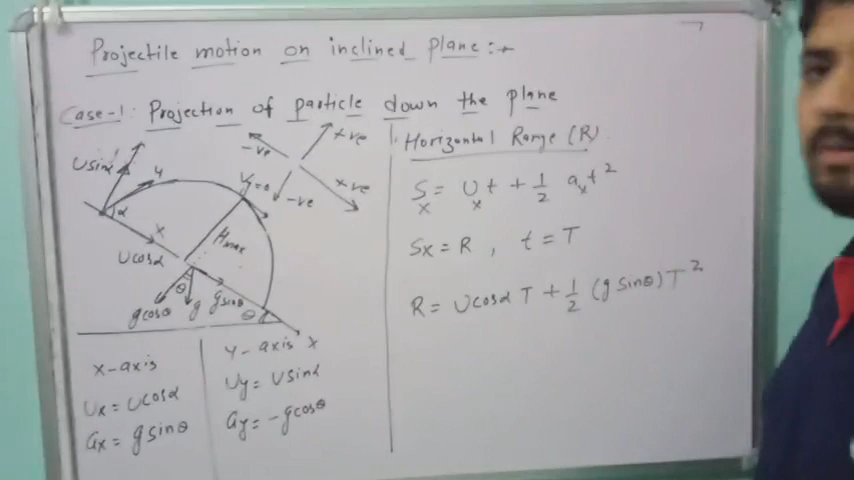 Projectile motion on inclined plane :→
Case-1: Projection of particle down the plane
Usinα
y
α
x
Ucosα
Vy=0
Hmax
θ
gcosθ
g
gsinθ
θ
x
-ve
+ve
-ve
+ve
x-axis
Ux = Ucosα
ax = gsinθ
y-axis
Uy = Usinα
ay = -gcosθ
Horizontal Range (R)
Sx = Ux t + 1/2 ax t²
Sx = R , t = T
R = Ucosα T + 1/2 (g sinθ) T²